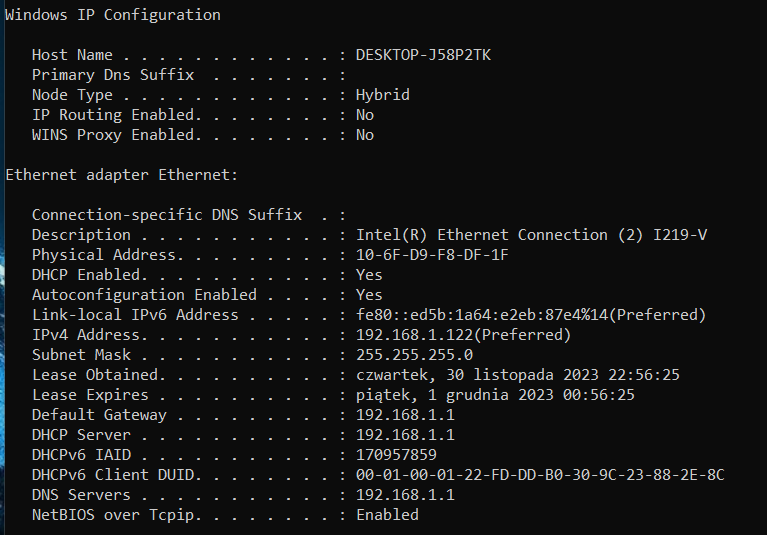 Windows IP Configuration
Host Name . . . . . . . . . . . . : DESKTOP-J58P2TK
Primary Dns Suffix  . . . . . . . :
Node Type . . . . . . . . . . . . : Hybrid
IP Routing Enabled. . . . . . . . : No
WINS Proxy Enabled. . . . . . . . : No
Ethernet adapter Ethernet:
Connection-specific DNS Suffix  . :
Description . . . . . . . . . . . : Intel(R) Ethernet Connection (2) I219-V
Physical Address. . . . . . . . . : 10-6F-D9-F8-DF-1F
DHCP Enabled. . . . . . . . . . . : Yes
Autoconfiguration Enabled . . . . : Yes
Link-local IPv6 Address . . . . . : fe80::ed5b:1a64:e2eb:87e4%14(Preferred)
IPv4 Address. . . . . . . . . . . : 192.168.1.122(Preferred)
Subnet Mask . . . . . . . . . . . : 255.255.255.0
Lease Obtained. . . . . . . . . . : czwartek, 30 listopada 2023 22:56:25
Lease Expires . . . . . . . . . . : piątek, 1 grudnia 2023 00:56:25
Default Gateway . . . . . . . . . : 192.168.1.1
DHCP Server . . . . . . . . . . . : 192.168.1.1
DHCPv6 IAID . . . . . . . . . . . : 170957859
DHCPv6 Client DUID. . . . . . . . : 00-01-00-01-22-FD-DD-B0-30-9C-23-88-2E-8C
DNS Servers . . . . . . . . . . . : 192.168.1.1
NetBIOS over Tcpip. . . . . . . . : Enabled